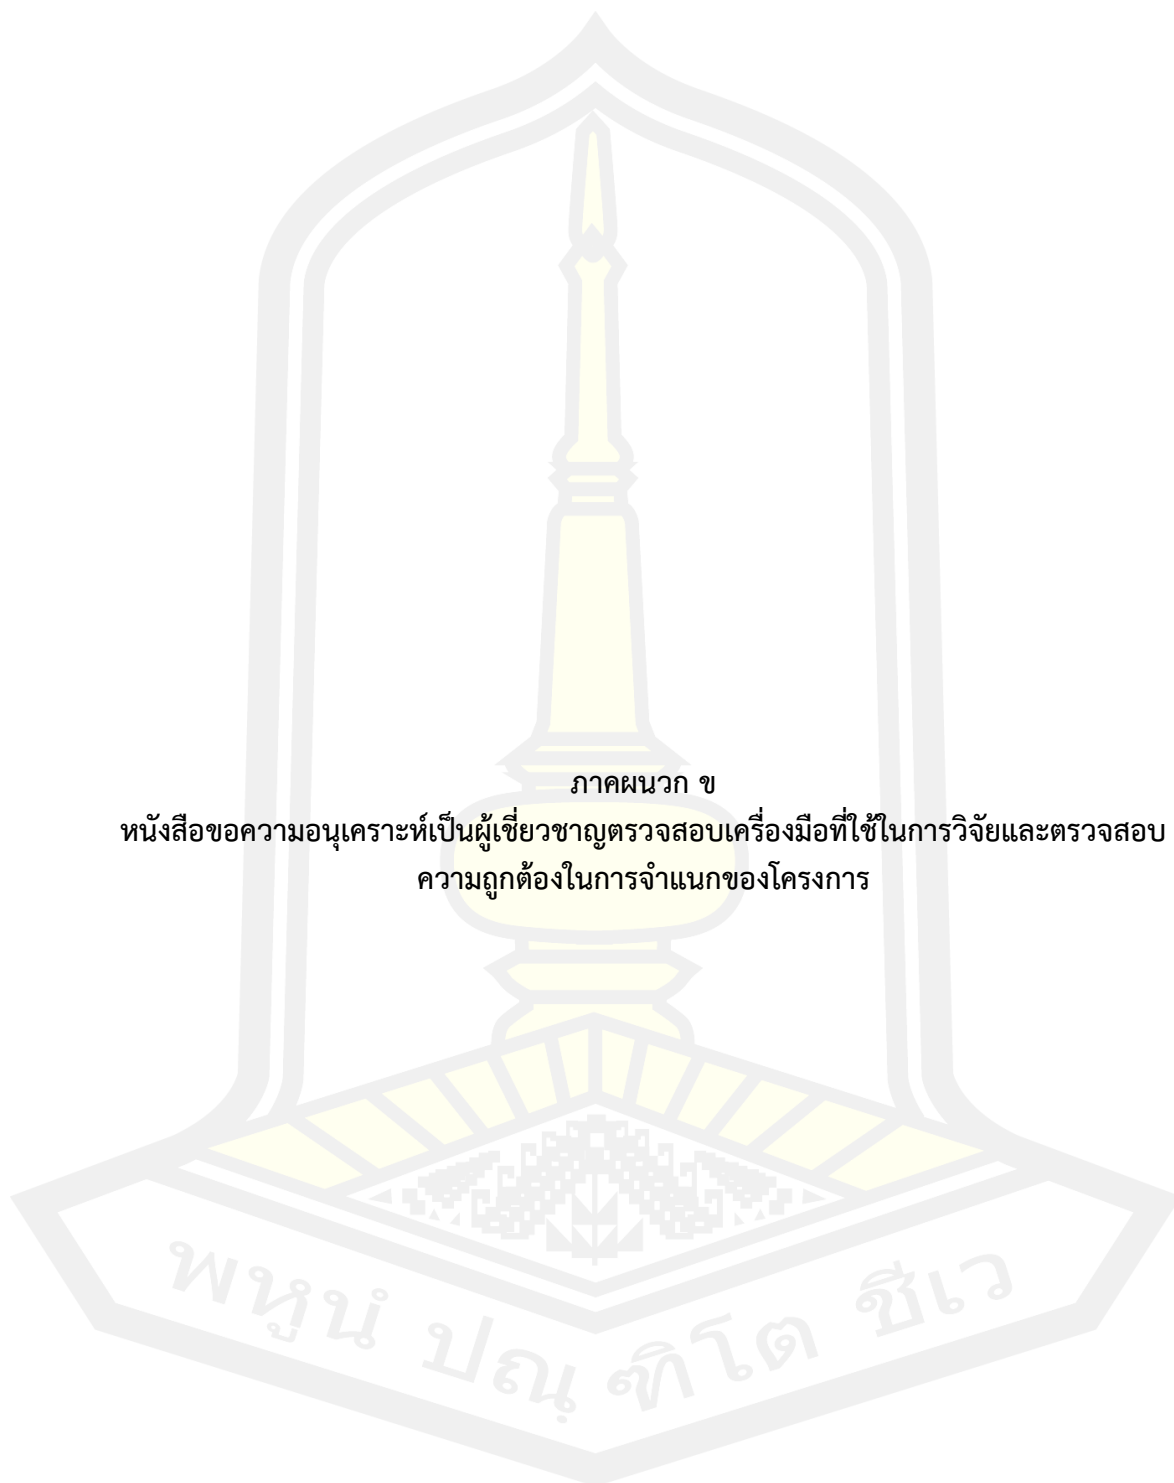 ภาคผนวก ข
หนังสือขอความอนุเคราะห์เป็นผู้เชี่ยวชาญตรวจสอบเครื่องมือที่ใช้ในการวิจัยและตรวจสอบ
ความถูกต้องในการจำแนกของโครงการ
พหูนํ ปณฺฑิโต ชีเว